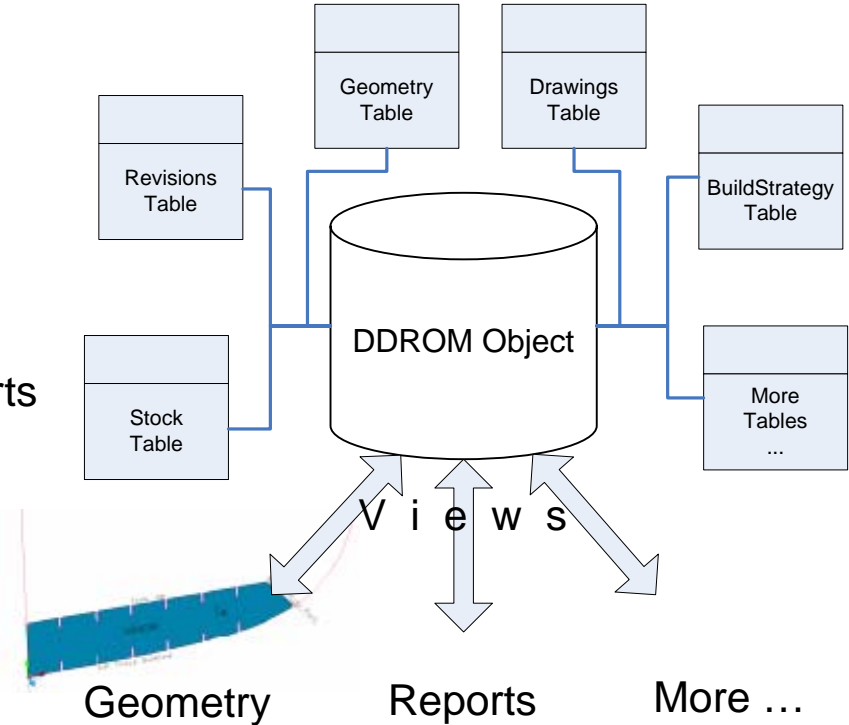 Geometry
Table
Drawings
Table
Revisions
Table
BuildStrategy
Table
DDROM Object
Stock
Table
More
Tables
...
V i e w s
Geometry
Reports
More …